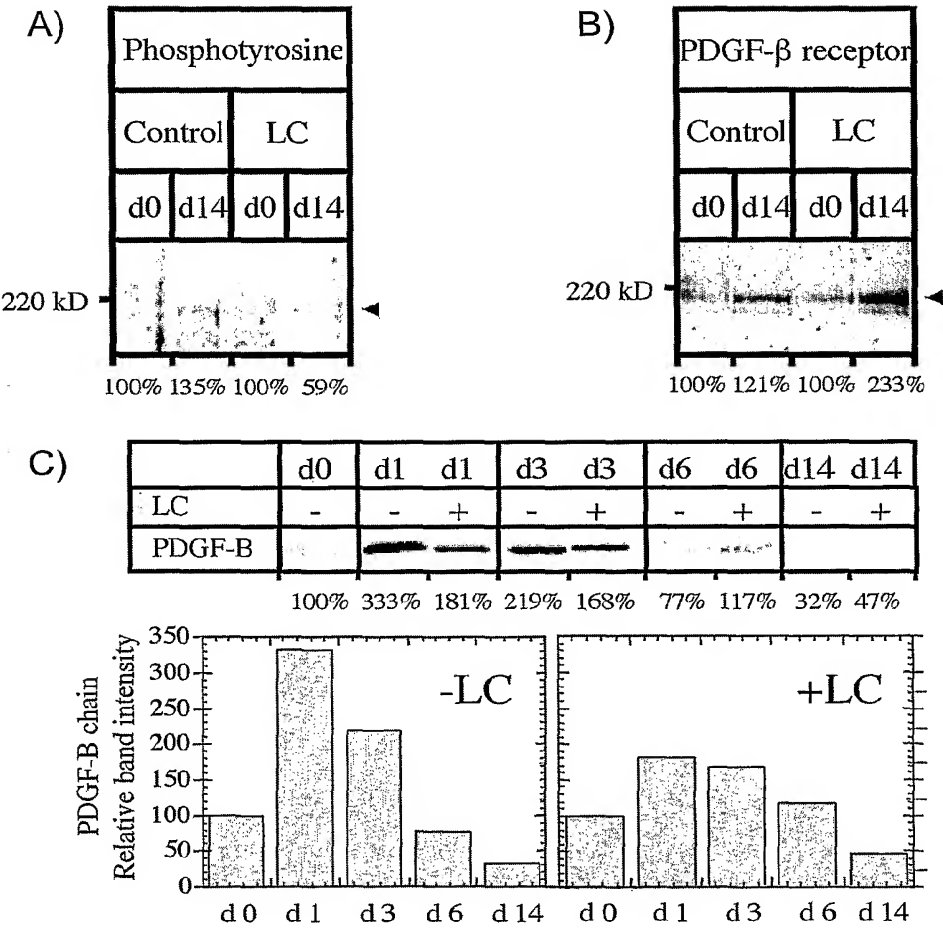 A)
Phosphotyrosine
Control LC
d0 d14 d0 d14
220 kD
100% 135% 100% 59%
B)
PDGF-β receptor
Control LC
d0 d14 d0 d14
220 kD
100% 121% 100% 233%
C)
d0 d1 d1 d3 d3 d6 d6 d14 d14
LC - - + - + - + - +
PDGF-B
100% 333% 181% 219% 168% 77% 117% 32% 47%
PDGF-B chain
Relative band intensity
350
300
250
200
150
100
50
0
-LC
d 0 d 1 d 3 d 6 d 14
+LC
d 0 d 1 d 3 d 6 d 14